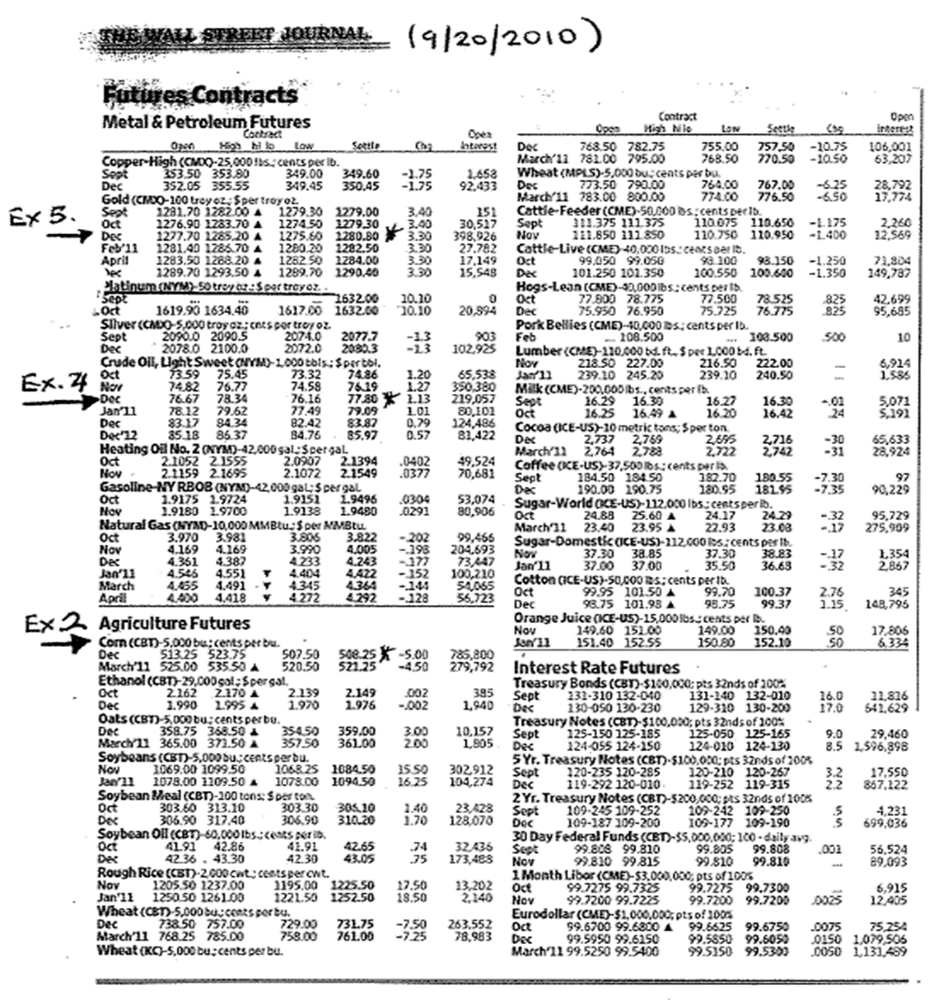 THE WALL STREET JOURNAL (9/20/2010)
Futures Contracts
Metal & Petroleum Futures
Contract Open
Open High hi lo Low Settle Chg interest
Copper-High (CMX)-25,000 lbs.; cents per lb.
Sept 353.50 353.80 349.00 349.60 -1.75 1,658
Dec 352.05 355.55 349.45 350.45 -1.75 92,433
Gold (CMX)-100 troy oz.; $ per troy oz.
Ex 5.
Sept 1281.70 1282.00 ▲ 1279.30 1279.00 3.40 151
Oct 1276.90 1283.70 ▲ 1274.50 1279.30 3.40 30,517
Dec 1277.70 1285.20 ▲ 1275.60 1280.80 * 3.30 398,926
Feb'11 1281.40 1286.70 ▲ 1280.20 1282.50 3.30 27,782
April 1283.50 1288.20 ▲ 1282.50 1284.00 3.30 17,149
Dec 1289.70 1293.50 ▲ 1289.70 1290.40 3.30 15,548
Platinum (NYM)-50 troy oz.; $ per troy oz.
Sept ... ... ... 1632.00 10.10 0
Oct 1619.90 1634.40 1617.00 1632.00 10.10 20,894
Silver (CMX)-5,000 troy oz.; cnts per troy oz.
Sept 2090.0 2090.5 2074.0 2077.7 -1.3 903
Dec 2078.0 2100.0 2072.0 2080.3 -1.3 102,925
Crude Oil, Light Sweet (NYM)-1,000 bbls.; $ per bbl.
Ex. 4
Oct 73.59 75.45 73.32 74.86 1.20 65,538
Nov 74.82 76.77 74.58 76.19 1.27 350,380
Dec 76.67 78.34 76.16 77.80 * 1.13 219,057
Jan'11 78.12 79.62 77.49 79.09 1.01 80,101
Dec 83.17 84.34 82.42 83.87 0.79 124,486
Dec'12 85.18 86.37 84.76 85.97 0.57 81,422
Heating Oil No. 2 (NYM)-42,000 gal.; $ per gal.
Oct 2.1052 2.1555 2.0907 2.1394 .0402 49,524
Nov 2.1159 2.1695 2.1072 2.1549 .0377 70,681
Gasoline-NY RBOB (NYM)-42,000 gal.; $ per gal.
Oct 1.9175 1.9724 1.9151 1.9496 .0304 53,074
Nov 1.9180 1.9700 1.9138 1.9480 .0291 80,906
Natural Gas (NYM)-10,000 MMBtu.; $ per MMBtu.
Oct 3.970 3.981 3.806 3.822 -.202 99,466
Nov 4.169 4.169 3.990 4.005 -.198 204,693
Dec 4.361 4.387 4.233 4.243 -.177 73,447
Jan'11 4.546 4.551 ▼ 4.404 4.422 -.152 100,210
March 4.455 4.491 ▼ 4.345 4.364 -.144 54,065
April 4.400 4.418 ▼ 4.272 4.292 -.128 56,723
Ex 2
Agriculture Futures
Corn (CBT)-5,000 bu.; cents per bu.
Dec 513.25 523.75 507.50 508.25 * -5.00 785,800
March'11 525.00 535.50 ▲ 520.50 521.25 -4.50 279,792
Ethanol (CBT)-29,000 gal.; $ per gal.
Oct 2.162 2.170 ▲ 2.139 2.149 .002 385
Dec 1.990 1.995 ▲ 1.970 1.976 -.002 1,940
Oats (CBT)-5,000 bu.; cents per bu.
Dec 358.75 368.50 ▲ 354.50 359.00 3.00 10,157
March'11 365.00 371.50 ▲ 357.50 361.00 2.00 1,805
Soybeans (CBT)-5,000 bu.; cents per bu.
Nov 1069.00 1099.50 1068.25 1084.50 15.50 302,912
Jan'11 1078.00 1109.50 ▲ 1078.00 1094.50 16.25 104,274
Soybean Meal (CBT)-100 tons; $ per ton.
Oct 303.60 313.10 303.30 306.10 1.40 23,428
Dec 306.90 317.40 306.90 310.20 1.70 128,070
Soybean Oil (CBT)-60,000 lbs.; cents per lb.
Oct 41.91 42.86 41.91 42.65 .74 32,436
Dec 42.36 43.30 42.30 43.05 .75 173,488
Rough Rice (CBT)-2,000 cwt.; cents per cwt.
Nov 1205.50 1237.00 1195.00 1225.50 17.50 13,202
Jan'11 1250.50 1261.00 1221.50 1252.50 18.50 2,140
Wheat (CBT)-5,000 bu.; cents per bu.
Dec 738.50 757.00 729.00 731.75 -7.50 263,552
March'11 768.25 785.00 758.00 761.00 -7.25 78,983
Wheat (KC)-5,000 bu.; cents per bu.
Contract Open
Open High hi lo Low Settle Chg interest
Dec 768.50 782.75 755.00 757.50 -10.75 106,001
March'11 781.00 795.00 768.50 770.50 -10.50 63,207
Wheat (MPLS)-5,000 bu.; cents per bu.
Dec 773.50 790.00 764.00 767.00 -6.25 28,792
March'11 783.00 800.00 774.00 776.50 -6.50 17,774
Cattle-Feeder (CME)-50,000 lbs.; cents per lb.
Sept 111.375 111.375 110.075 110.650 -1.175 2,260
Nov 111.850 111.850 110.750 110.950 -1.400 12,569
Cattle-Live (CME)-40,000 lbs.; cents per lb.
Oct 99.050 99.050 98.100 98.150 -1.250 71,804
Dec 101.250 101.350 100.550 100.600 -1.350 149,787
Hogs-Lean (CME)-40,000 lbs.; cents per lb.
Oct 77.800 78.775 77.500 78.525 .825 42,699
Dec 75.950 76.950 75.725 76.775 .825 95,685
Pork Bellies (CME)-40,000 lbs.; cents per lb.
Feb ... 108.500 ... 108.500 .500 10
Lumber (CME)-110,000 bd. ft., $ per 1,000 bd. ft.
Nov 218.50 227.00 216.50 222.00 ... 6,914
Jan'11 239.10 245.20 239.10 240.50 ... 1,586
Milk (CME)-200,000 lbs., cents per lb.
Sept 16.29 16.30 16.27 16.30 -.01 5,071
Oct 16.25 16.49 ▲ 16.20 16.42 .24 5,191
Cocoa (ICE-US)-10 metric tons; $ per ton.
Dec 2,737 2,769 2,695 2,716 -30 65,633
March'11 2,764 2,788 2,722 2,742 -31 28,924
Coffee (ICE-US)-37,500 lbs.; cents per lb.
Sept 184.50 184.50 182.70 180.55 -7.30 97
Dec 190.00 190.75 180.95 181.95 -7.35 90,229
Sugar-World (ICE-US)-112,000 lbs.; cents per lb.
Oct 24.88 25.60 ▲ 24.17 24.29 -.32 95,729
March'11 23.40 23.95 ▲ 22.93 23.08 -.17 275,909
Sugar-Domestic (ICE-US)-112,000 lbs.; cents per lb.
Nov 37.30 38.85 37.30 38.83 -.17 1,354
Jan'11 37.00 37.00 35.50 36.68 -.32 2,867
Cotton (ICE-US)-50,000 lbs.; cents per lb.
Oct 99.95 101.50 ▲ 99.70 100.37 2.76 345
Dec 98.75 101.98 ▲ 98.75 99.37 1.15 148,796
Orange Juice (ICE-US)-15,000 lbs.; cents per lb.
Nov 149.60 151.00 149.00 150.40 .50 17,806
Jan'11 151.40 152.55 150.80 152.10 .50 6,334
Interest Rate Futures
Treasury Bonds (CBT)-$100,000; pts 32nds of 100%
Sept 131-310 132-040 131-140 132-010 16.0 11,816
Dec 130-050 130-230 129-310 130-200 17.0 641,629
Treasury Notes (CBT)-$100,000; pts 32nds of 100%
Sept 125-150 125-185 125-050 125-165 9.0 29,460
Dec 124-055 124-150 124-010 124-130 8.5 1,596,898
5 Yr. Treasury Notes (CBT)-$100,000; pts 32nds of 100%
Sept 120-235 120-285 120-210 120-267 3.2 17,550
Dec 119-292 120-010 119-252 119-315 2.2 867,122
2 Yr. Treasury Notes (CBT)-$200,000; pts 32nds of 100%
Sept 109-245 109-252 109-242 109-250 .5 4,231
Dec 109-187 109-200 109-177 109-190 .5 699,036
30 Day Federal Funds (CBT)-$5,000,000; 100 - daily avg.
Sept 99.808 99.810 99.805 99.808 .001 56,524
Nov 99.810 99.815 99.810 99.810 ... 89,093
1 Month Libor (CME)-$3,000,000; pts of 100%
Oct 99.7275 99.7325 99.7275 99.7300 ... 6,915
Nov 99.7200 99.7225 99.7200 99.7200 .0025 12,405
Eurodollar (CME)-$1,000,000; pts of 100%
Oct 99.6700 99.6800 ▲ 99.6625 99.6750 .0075 75,254
Dec 99.5950 99.6150 99.5850 99.6050 .0150 1,079,506
March'11 99.5250 99.5400 99.5150 99.5300 .0050 1,131,489